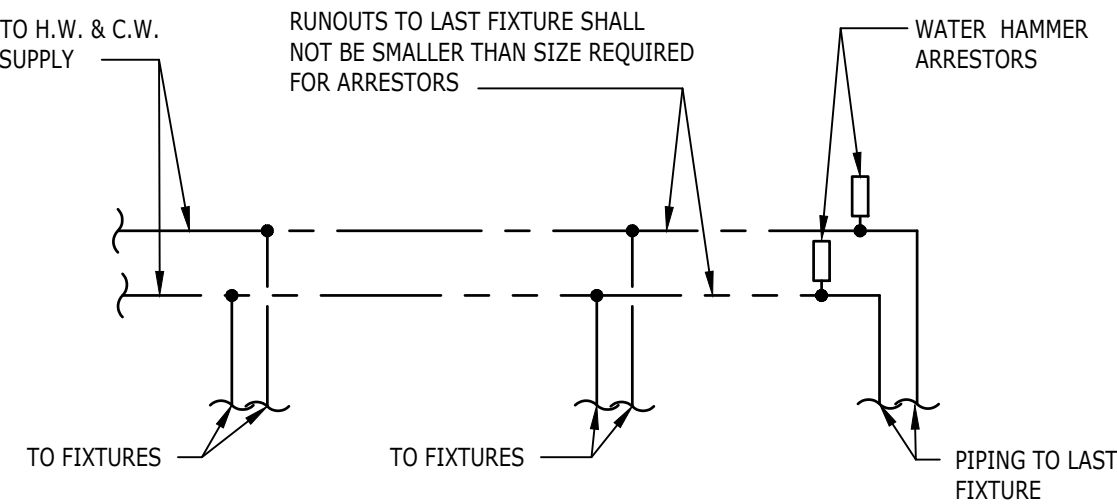 TO H.W. & C.W.
SUPPLY
RUNOUTS TO LAST FIXTURE SHALL
NOT BE SMALLER THAN SIZE REQUIRED
FOR ARRESTORS
WATER HAMMER
ARRESTORS
TO FIXTURES
TO FIXTURES
PIPING TO LAST
FIXTURE